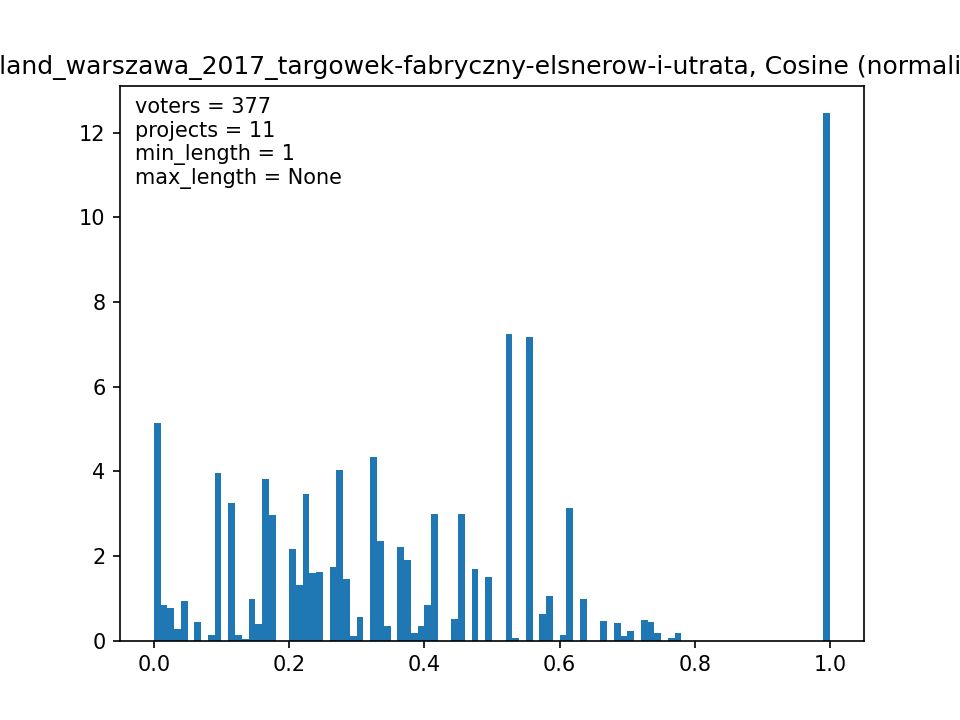 land_warszawa_2017_targowek-fabryczny-elsnerow-i-utrata, Cosine (normali
voters = 377
projects = 11
min_length = 1
max_length = None
12
10
8
6
4
2
0
0.0 0.2 0.4 0.6 0.8 1.0